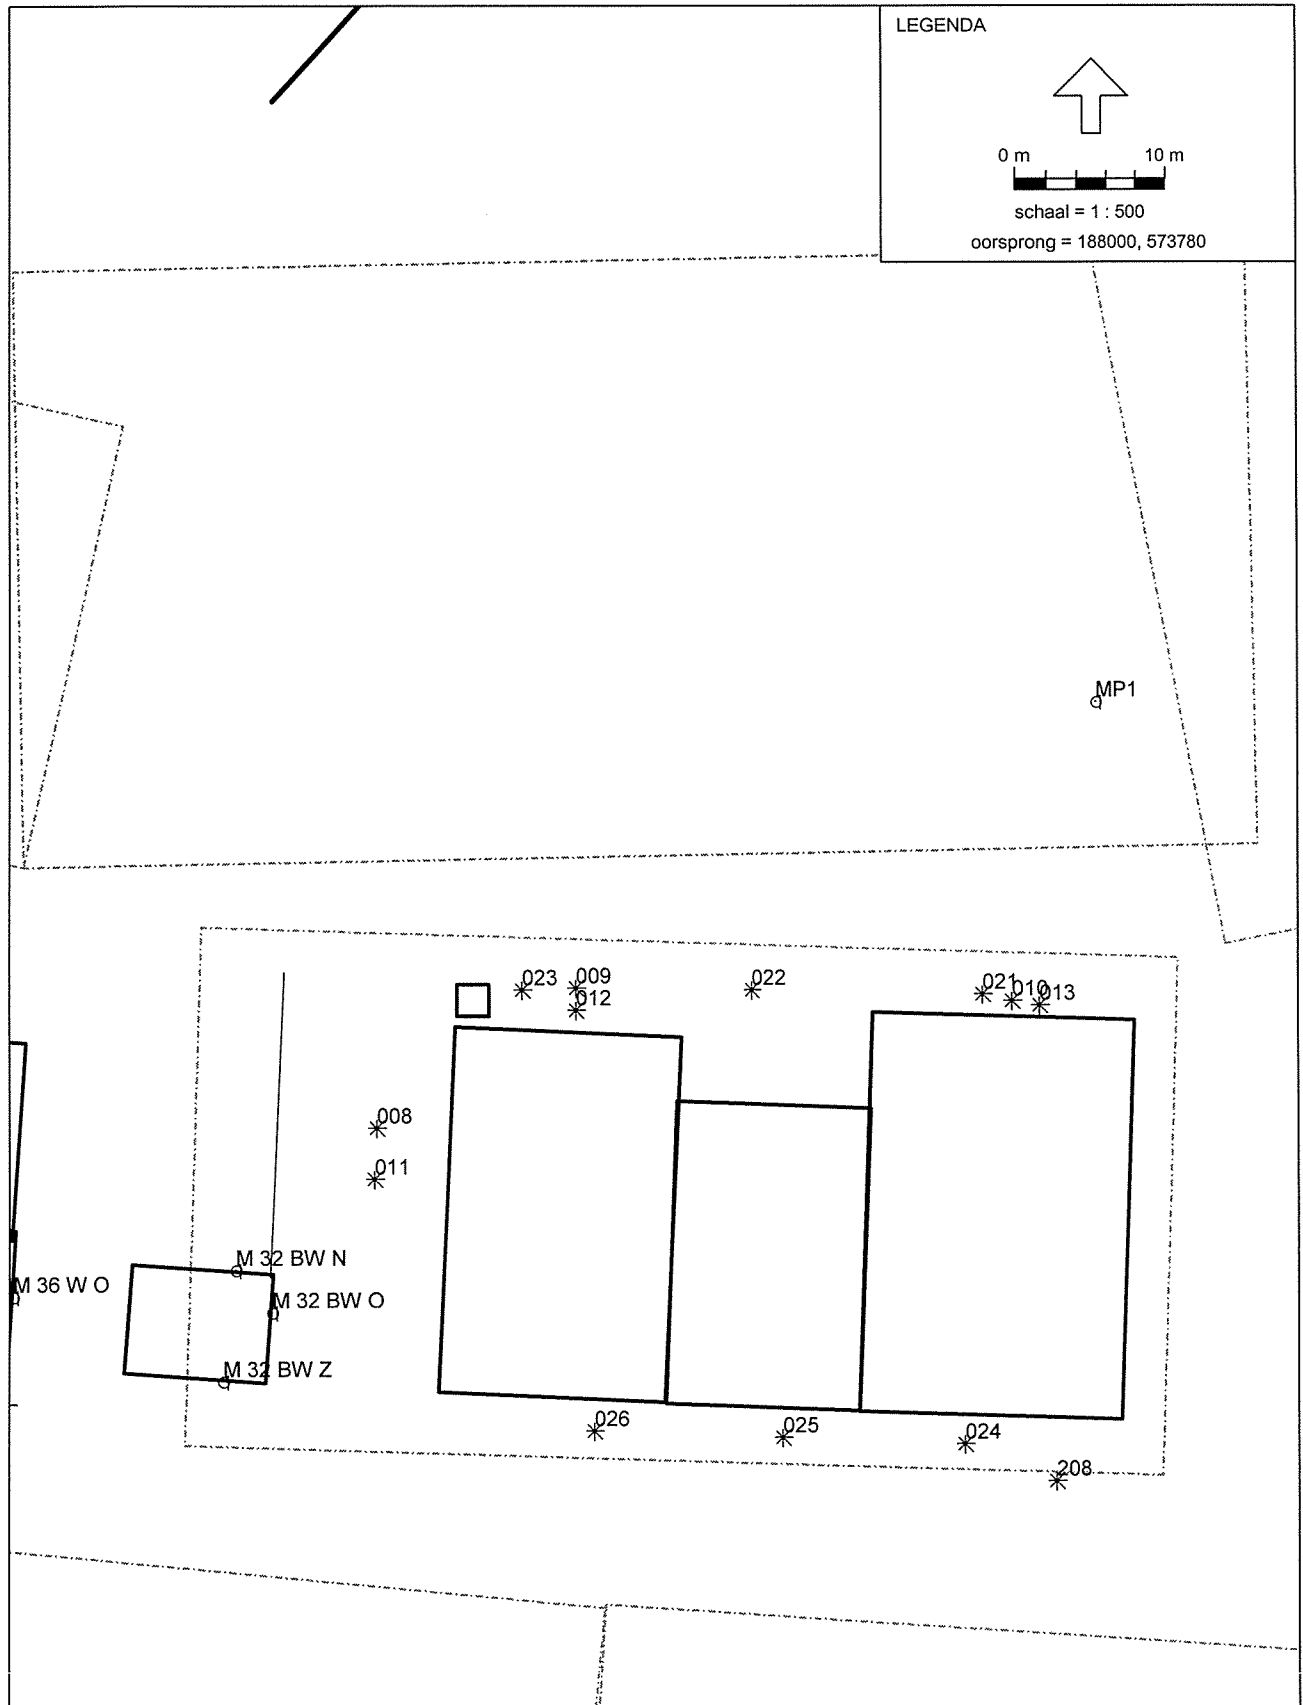 LEGENDA
0 m 10 m
schaal = 1 : 500
oorsprong = 188000, 573780
MP1
023
009
012
022
021
010
013
008
011
M 32 BW N
M 36 W O
M 32 BW O
M 32 BW Z
026
025
024
208